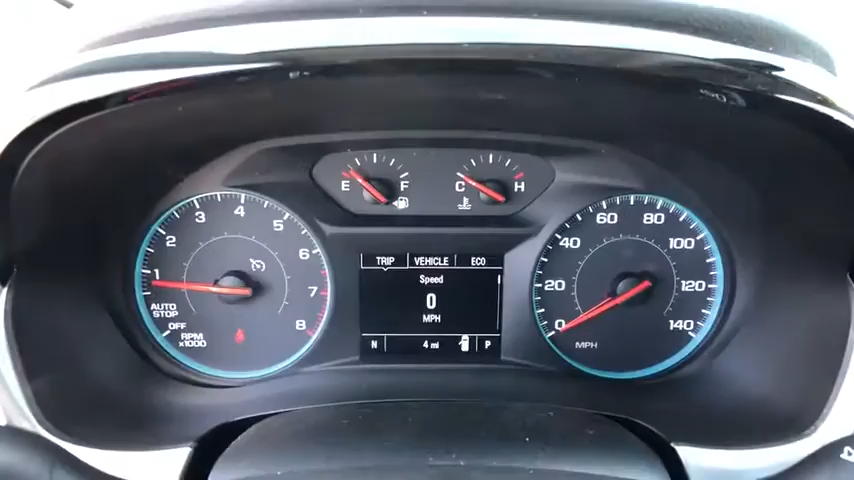 E F
C H
1 2 3 4 5 6 7 8
AUTO
STOP
OFF
RPM
x1000
TRIP VEHICLE ECO
Speed
0
MPH
N 4 mi P
0 20 40 60 80 100 120 140
MPH